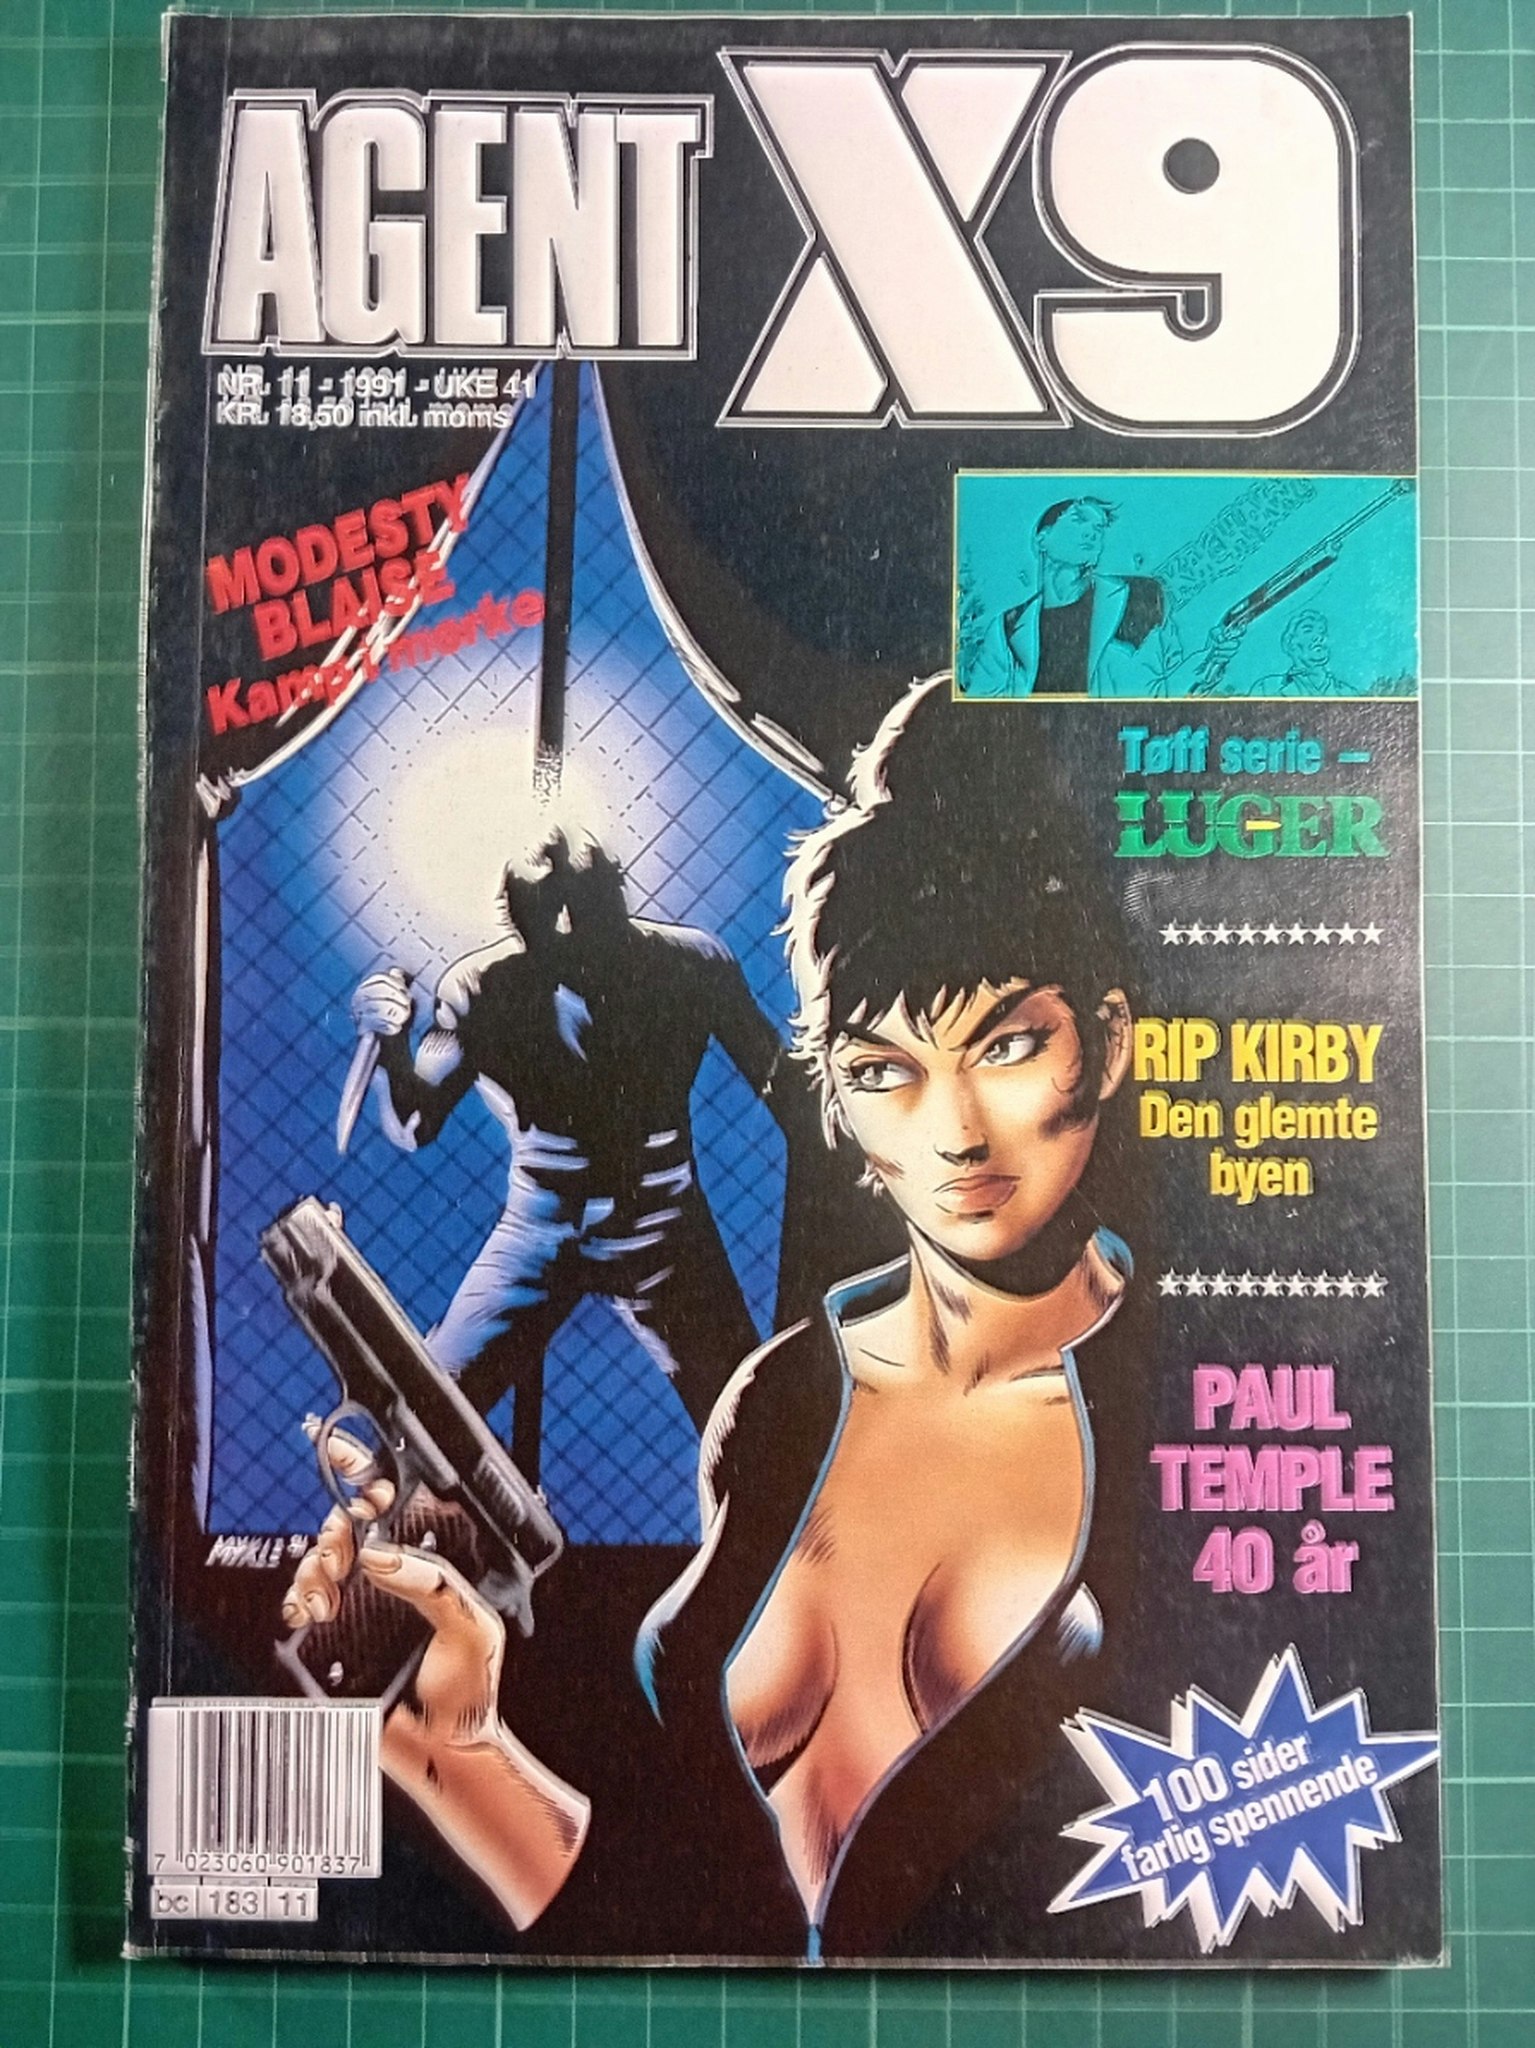 AGENT X9
NR. 11 - 1991 - UKE 41
KR. 18,50 inkl. moms
MODESTY
BLAISE
Kamp i mørke
Tøff serie –
LUGER
RIP KIRBY
Den glemte
byen
PAUL
TEMPLE
40 år
MYKLE 91
100 sider
farlig spennende
7 023060 901837
bc 183 11